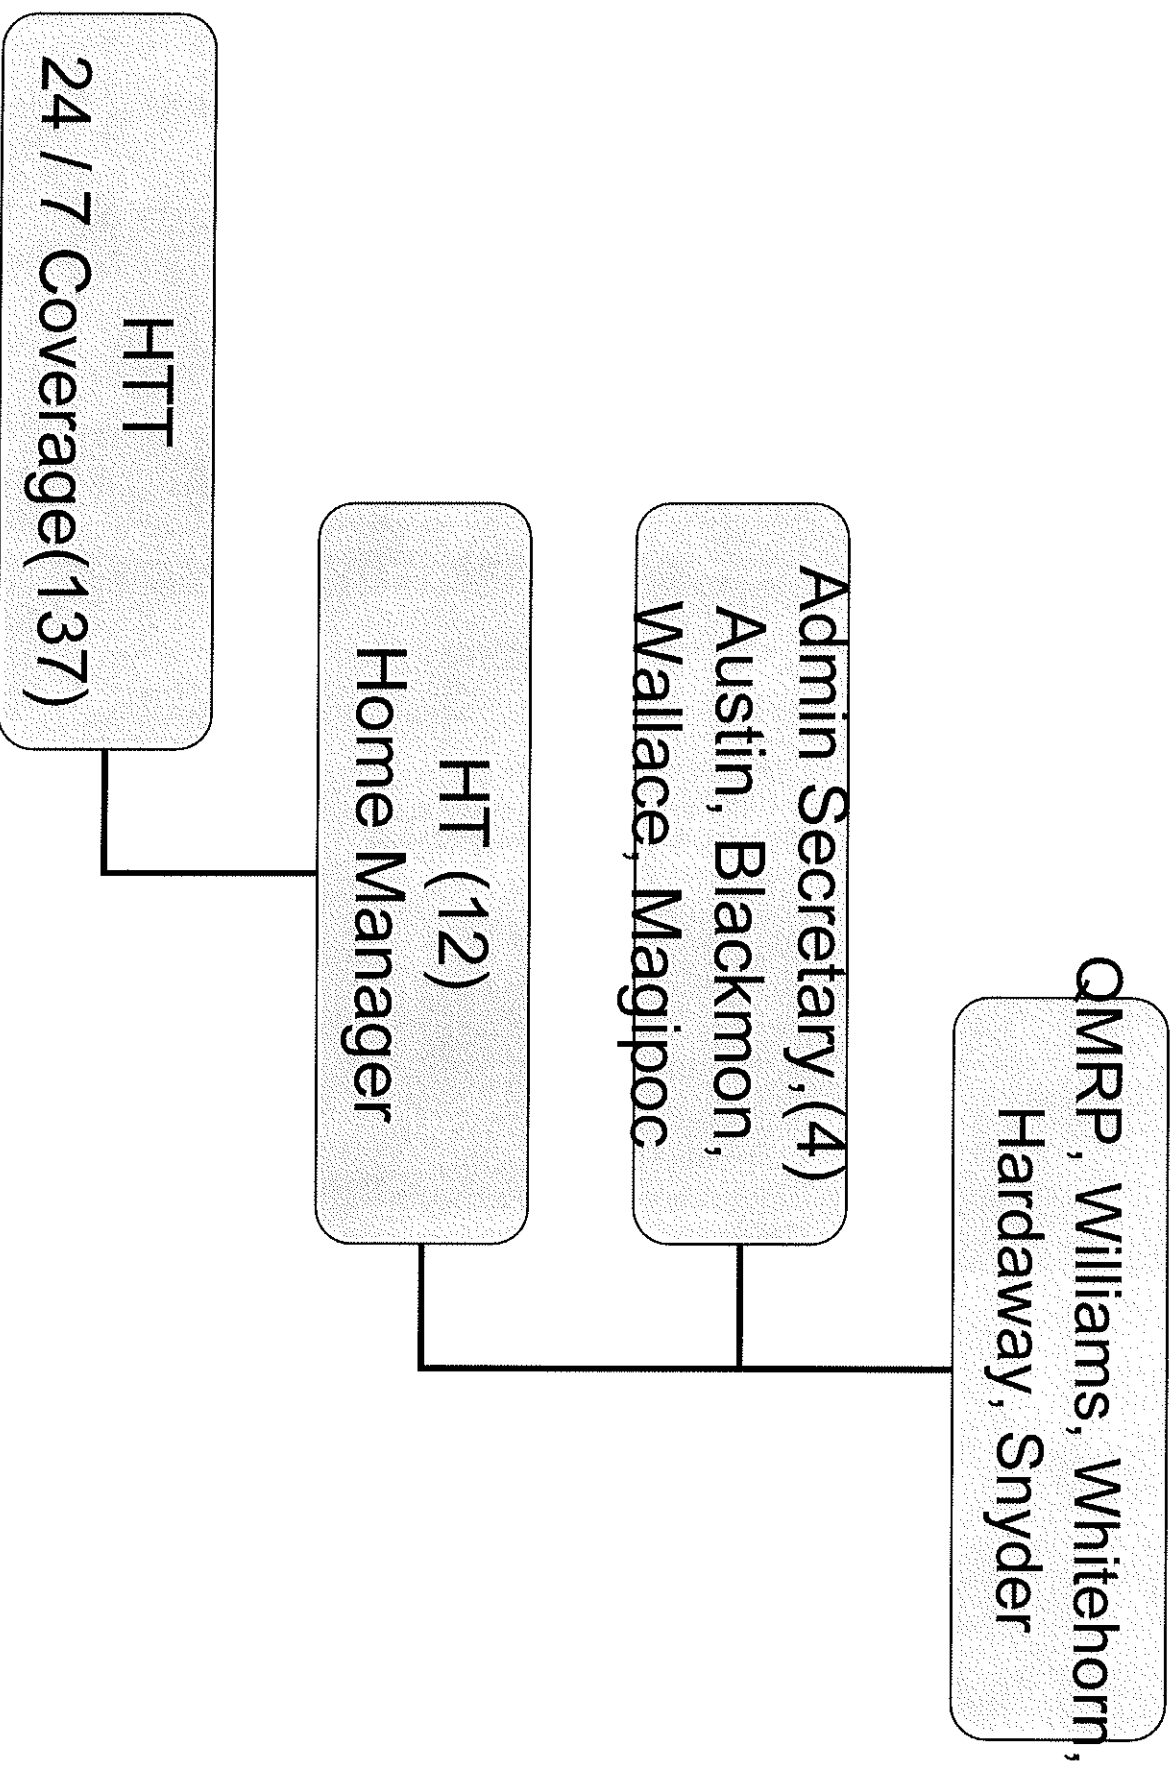 QMRP , Williams, Whitehorn,
Hardaway, Snyder
Admin Secretary,(4)
Austin, Blackmon,
Wallace, Magipoc
HT (12)
Home Manager
HTT
24 / 7 Coverage(137)